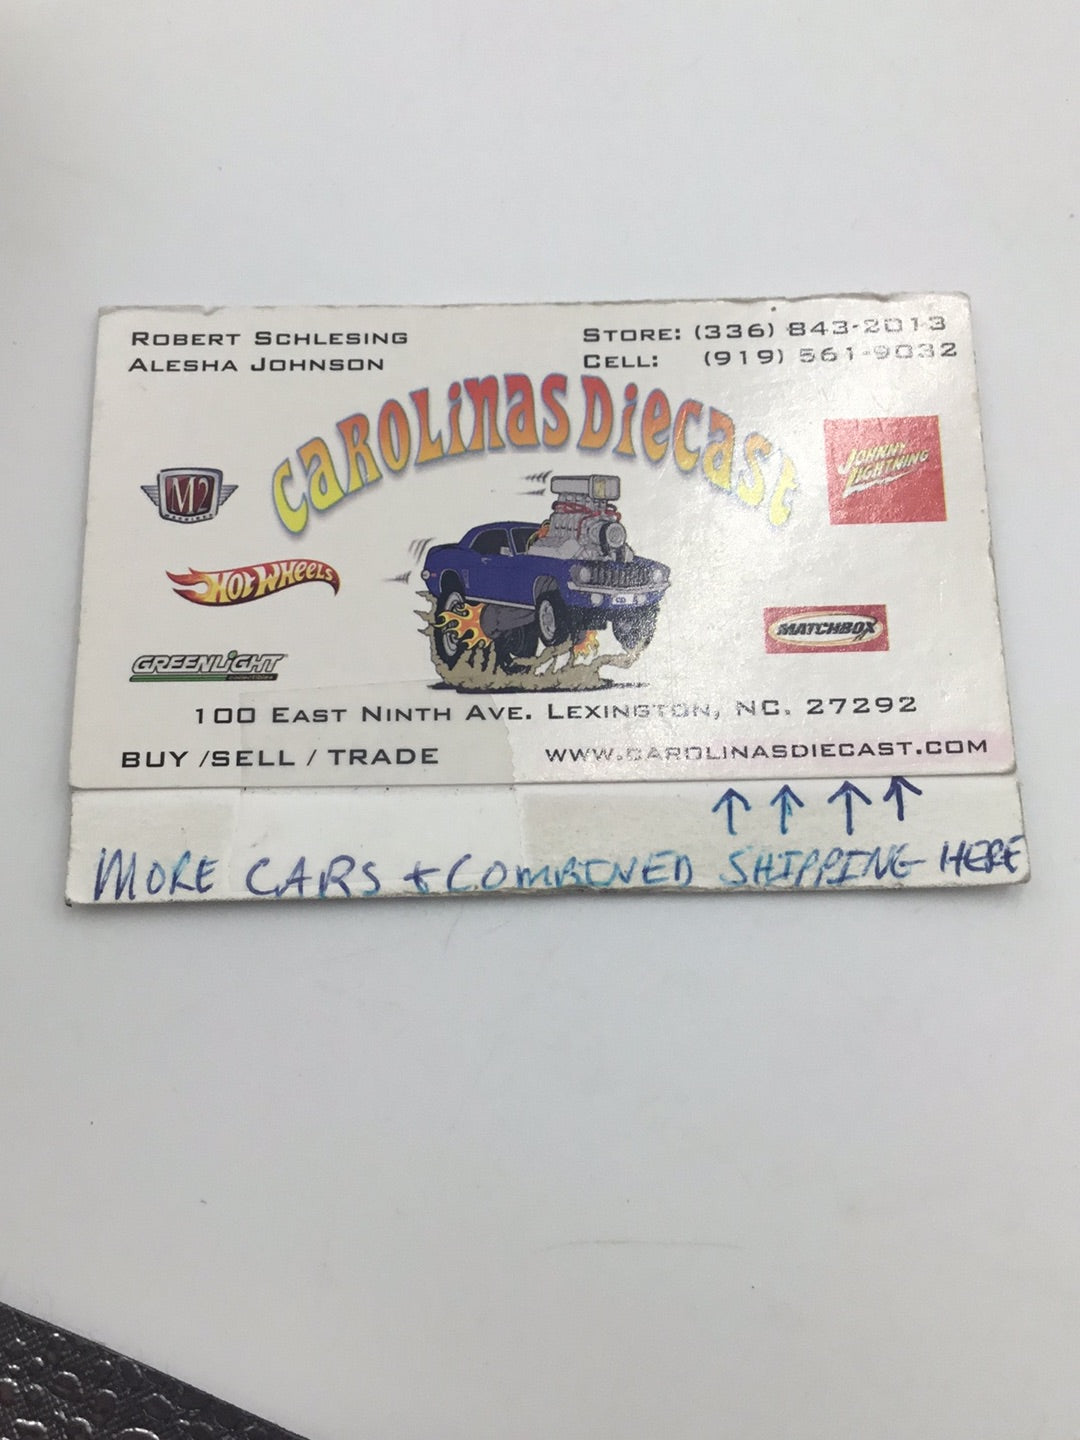 ROBERT SCHLESING
ALESHA JOHNSON
STORE: (336) 843-2013
CELL: (919) 561-9032
CAROLINAS DIECAST
M2
MACHINES
JOHNNY
LIGHTNING
HOT WHEELS
MATCHBOX
GREENLIGHT
collectibles
100 EAST NINTH AVE. LEXINGTON, NC. 27292
BUY /SELL / TRADE
WWW.CAROLINASDIECAST.COM
↑ ↑ ↑ ↑
MORE CARS + COMBINED SHIPPING HERE